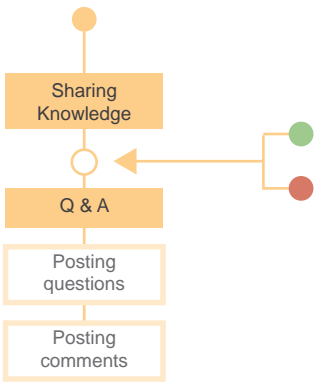 Sharing
Knowledge
Q & A
Posting
questions
Posting
comments